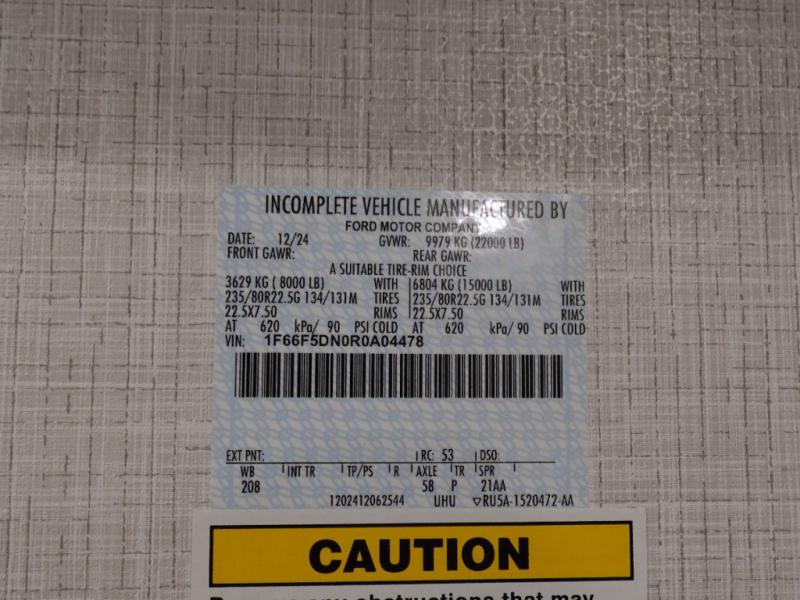 INCOMPLETE VEHICLE MANUFACTURED BY
FORD MOTOR COMPANY
DATE: 12/24 GVWR: 9979 KG (22000 LB)
FRONT GAWR: REAR GAWR:
A SUITABLE TIRE-RIM CHOICE
3629 KG ( 8000 LB) WITH 6804 KG (15000 LB) WITH
235/80R22.5G 134/131M TIRES 235/80R22.5G 134/131M TIRES
22.5X7.50 RIMS 22.5X7.50 RIMS
AT 620 kPa/ 90 PSI COLD AT 620 kPa/ 90 PSI COLD
VIN: 1F66F5DN0R0A04478
EXT PNT: RC: 53 DSO:
WB INT TR TP/PS R AXLE TR SPR
208 58 P 21AA
1202412062544 UHU ▽RU5A-1520472-AA
CAUTION
any obstructions that may